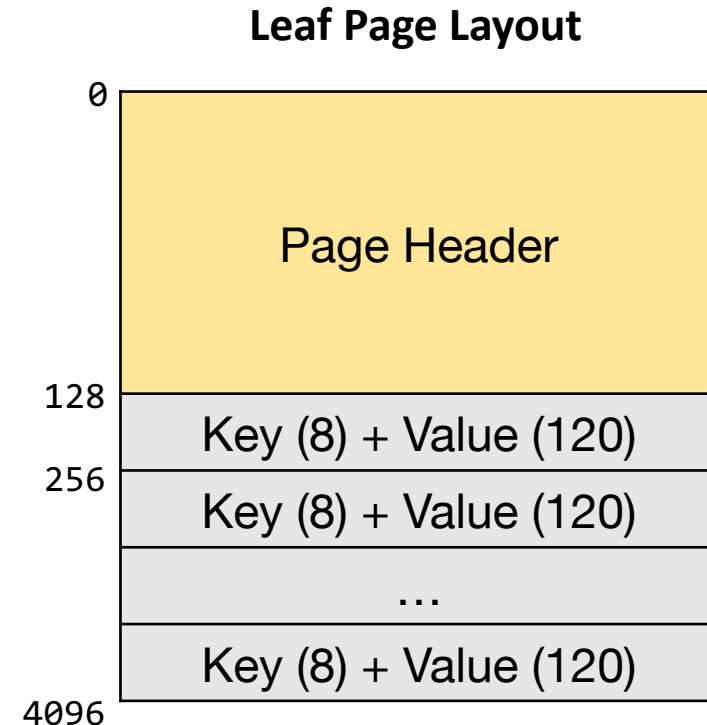 Leaf Page Layout
0
Page Header
128
Key (8) + Value (120)
256
Key (8) + Value (120)
...
Key (8) + Value (120)
4096